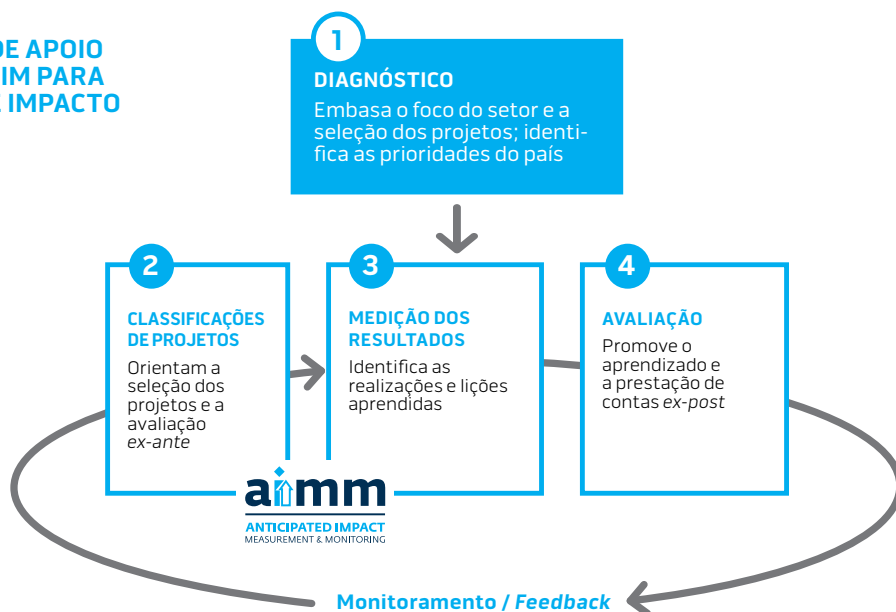 DE APOIO
IM PARA
E IMPACTO
1
DIAGNÓSTICO
Embasa o foco do setor e a
seleção dos projetos; identi-
fica as prioridades do país
2
CLASSIFICAÇÕES
DE PROJETOS
Orientam a
seleção dos
projetos e a
avaliação
ex-ante
3
MEDIÇÃO DOS
RESULTADOS
Identifica as
realizações e lições
aprendidas
4
AVALIAÇÃO
Promove o
aprendizado e
a prestação de
contas ex-post
aimm
ANTICIPATED IMPACT
MEASUREMENT & MONITORING
Monitoramento / Feedback